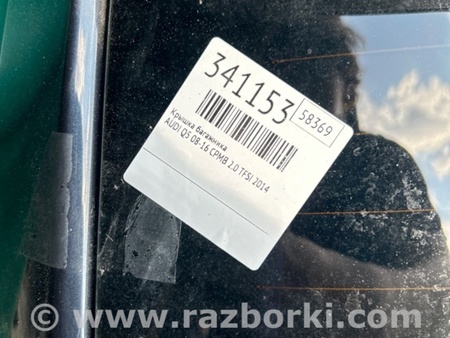 341153
58369
Крышка багажника
AUDI Q5 08-16 CPMB 2.0 TFSI 2014
www.razborki.com